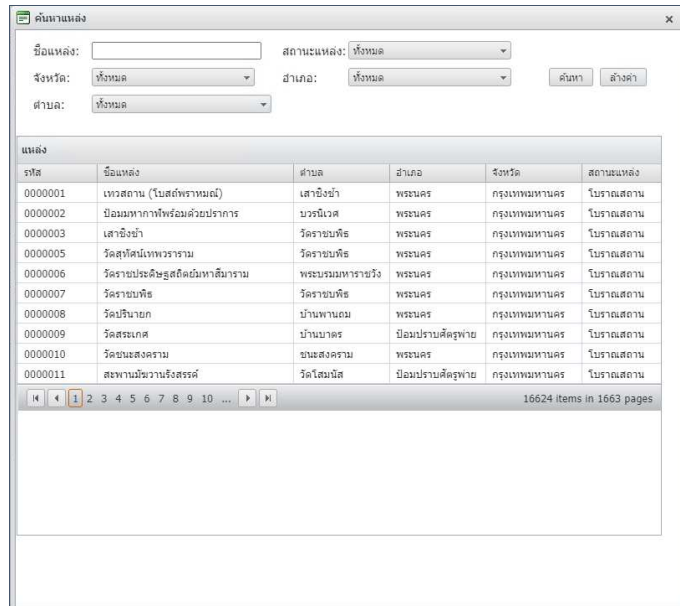 ค้นหาแหล่ง
ชื่อแหล่ง: สถานะแหล่ง: ทั้งหมด
จังหวัด: ทั้งหมด อำเภอ: ทั้งหมด ค้นหา ล้างค่า
ตำบล: ทั้งหมด
แหล่ง
รหัส ชื่อแหล่ง ตำบล อำเภอ จังหวัด สถานะแหล่ง
0000001 เทวสถาน (โบสถ์พราหมณ์) เสาชิงช้า พระนคร กรุงเทพมหานคร โบราณสถาน
0000002 ป้อมมหากาฬพร้อมด้วยปราการ บวรนิเวศ พระนคร กรุงเทพมหานคร โบราณสถาน
0000003 เสาชิงช้า วัดราชบพิธ พระนคร กรุงเทพมหานคร โบราณสถาน
0000005 วัดสุทัศน์เทพวราราม วัดราชบพิธ พระนคร กรุงเทพมหานคร โบราณสถาน
0000006 วัดราชประดิษฐสถิตย์มหาสีมาราม พระบรมมหาราชวัง พระนคร กรุงเทพมหานคร โบราณสถาน
0000007 วัดราชบพิธ วัดราชบพิธ พระนคร กรุงเทพมหานคร โบราณสถาน
0000008 วัดปรินายก บ้านพานถม พระนคร กรุงเทพมหานคร โบราณสถาน
0000009 วัดสระเกศ บ้านบาตร ป้อมปราบศัตรูพ่าย กรุงเทพมหานคร โบราณสถาน
0000010 วัดชนะสงคราม ชนะสงคราม พระนคร กรุงเทพมหานคร โบราณสถาน
0000011 สะพานมัฆวานรังสรรค์ วัดโสมนัส ป้อมปราบศัตรูพ่าย กรุงเทพมหานคร โบราณสถาน
1 2 3 4 5 6 7 8 9 10 ... 16624 items in 1663 pages